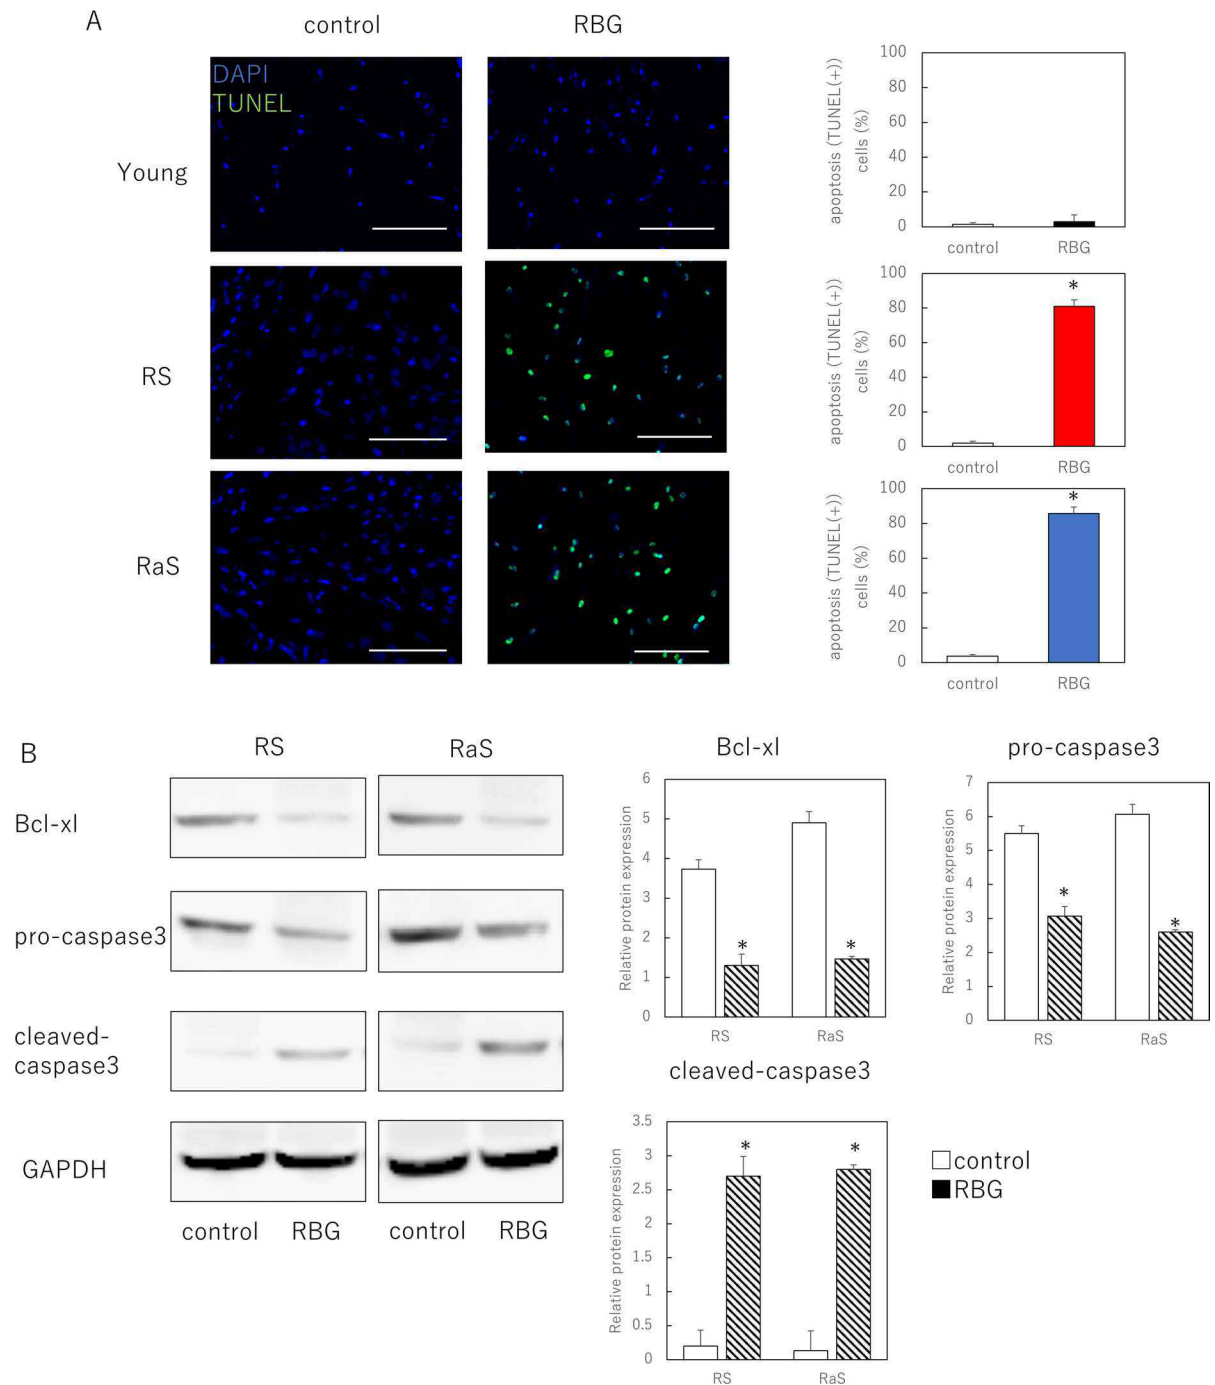 A
control
RBG
DAPI
TUNEL
Young
RS
RaS
apoptosis (TUNEL(+))
cells (%)
100
80
60
40
20
0
control
RBG
apoptosis (TUNEL(+))
cells (%)
100
80
60
40
20
0
*
control
RBG
apoptosis (TUNEL(+))
cells (%)
100
80
60
40
20
0
*
control
RBG
B
RS
RaS
Bcl-xl
pro-caspase3
cleaved-
caspase3
GAPDH
control
RBG
control
RBG
Bcl-xl
Relative protein expression
6
5
4
3
2
1
0
*
*
RS
RaS
pro-caspase3
Relative protein expression
7
6
5
4
3
2
1
0
*
*
RS
RaS
cleaved-caspase3
Relative protein expression
3.5
3
2.5
2
1.5
1
0.5
0
*
*
RS
RaS
control
RBG